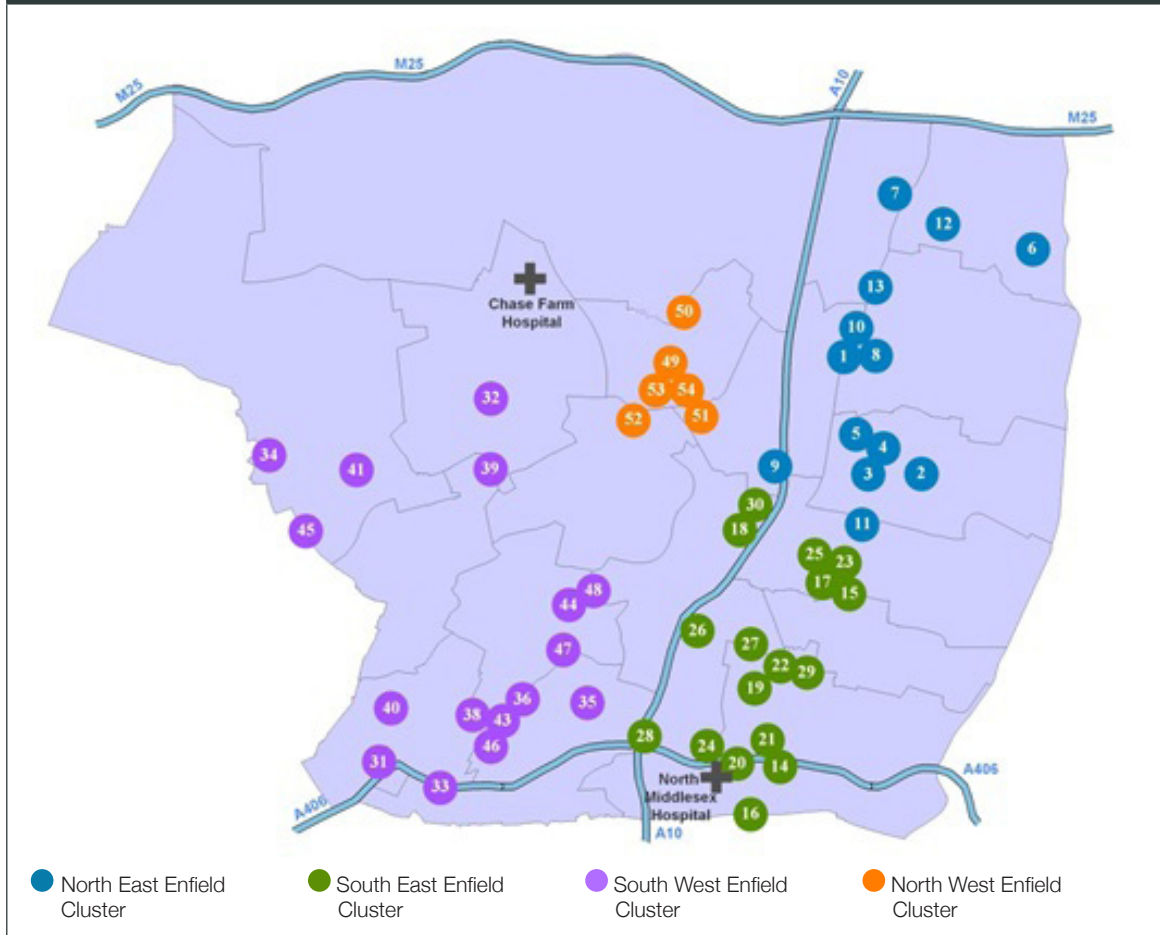 M25
M25
A10
M25
7
12
6
13
Chase Farm
Hospital
50
10
1
8
49
53
54
32
52
51
5
4
34
41
39
9
3
2
30
45
18
11
25
23
17
15
48
44
26
27
47
22
29
19
36
35
40
38
43
28
21
46
24
31
20
14
North
Middlesex
Hospital
A406
33
16
A406
A10
North East Enfield
Cluster
South East Enfield
Cluster
South West Enfield
Cluster
North West Enfield
Cluster